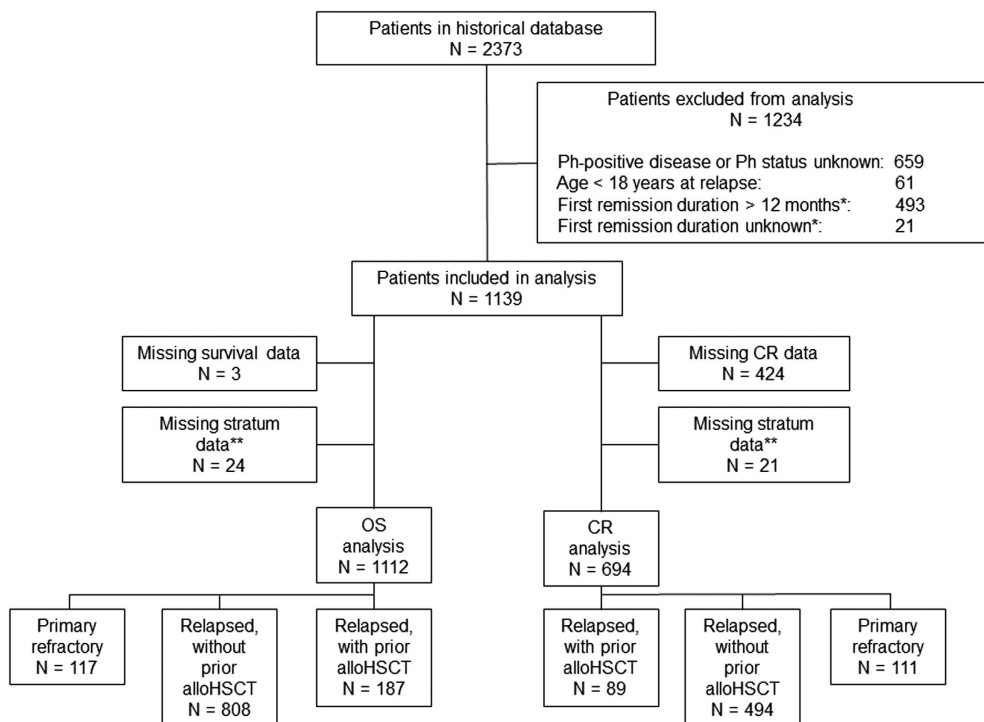 Patients in historical database
N = 2373
Patients excluded from analysis
N = 1234
Ph-positive disease or Ph status unknown: 659
Age < 18 years at relapse: 61
First remission duration > 12 months*: 493
First remission duration unknown*: 21
Patients included in analysis
N = 1139
Missing survival data
N = 3
Missing CR data
N = 424
Missing stratum
data**
N = 24
Missing stratum
data**
N = 21
OS
analysis
N = 1112
CR
analysis
N = 694
Primary
refractory
N = 117
Relapsed,
without
prior
alloHSCT
N = 808
Relapsed,
with prior
alloHSCT
N = 187
Relapsed,
with prior
alloHSCT
N = 89
Relapsed,
without
prior
alloHSCT
N = 494
Primary
refractory
N = 111